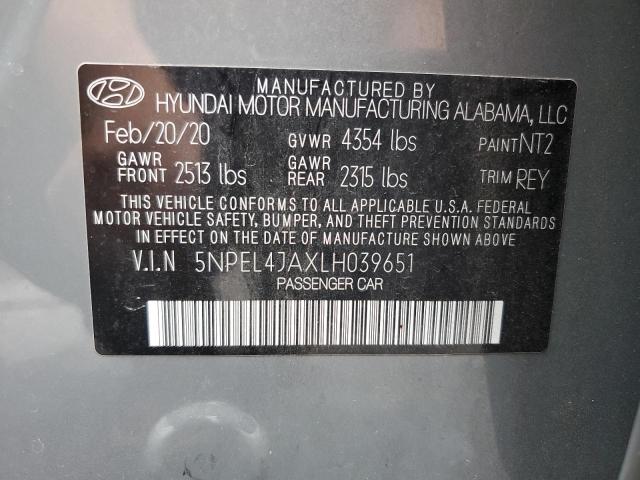 MANUFACTURED BY
HYUNDAI MOTOR MANUFACTURING ALABAMA, LLC
Feb/20/20 GVWR 4354 lbs PAINT NT2
GAWR FRONT 2513 lbs GAWR REAR 2315 lbs TRIM REY
THIS VEHICLE CONFORMS TO ALL APPLICABLE U.S.A. FEDERAL
MOTOR VEHICLE SAFETY, BUMPER, AND THEFT PREVENTION STANDARDS
IN EFFECT ON THE DATE OF MANUFACTURE SHOWN ABOVE.
V.I.N 5NPEL4JAXLH039651
PASSENGER CAR